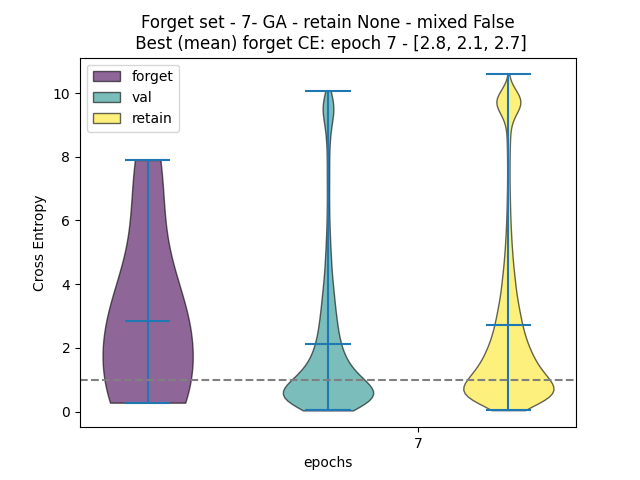 Forget set - 7- GA - retain None - mixed False
Best (mean) forget CE: epoch 7 - [2.8, 2.1, 2.7]
forget
val
retain
10
8
6
4
2
0
Cross Entropy
7
epochs